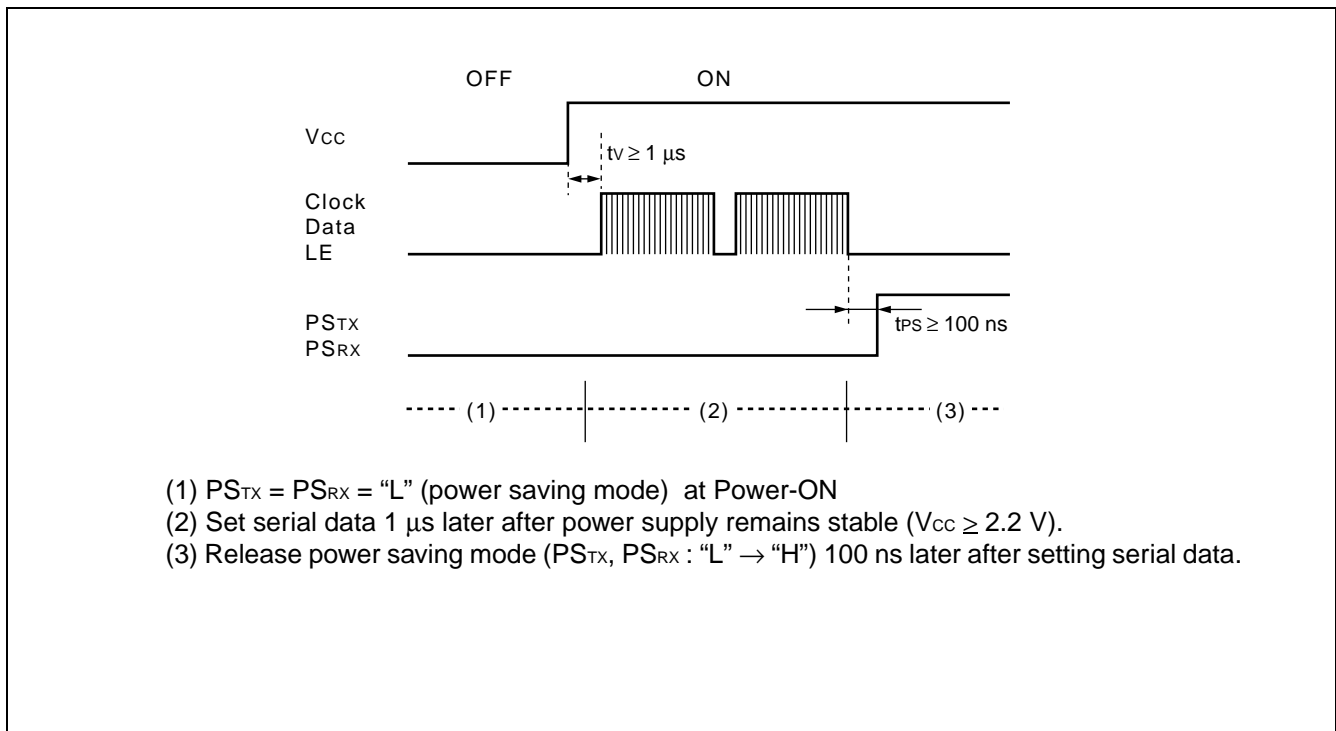 OFF ON
Vcc
tv ≥ 1 μs
Clock
Data
LE
PSTX
PSRX
tPS ≥ 100 ns
(1) (2) (3)
(1) PSTX = PSRX = “L” (power saving mode) at Power-ON
(2) Set serial data 1 μs later after power supply remains stable (Vcc ≥ 2.2 V).
(3) Release power saving mode (PSTX, PSRX : “L” → “H”) 100 ns later after setting serial data.